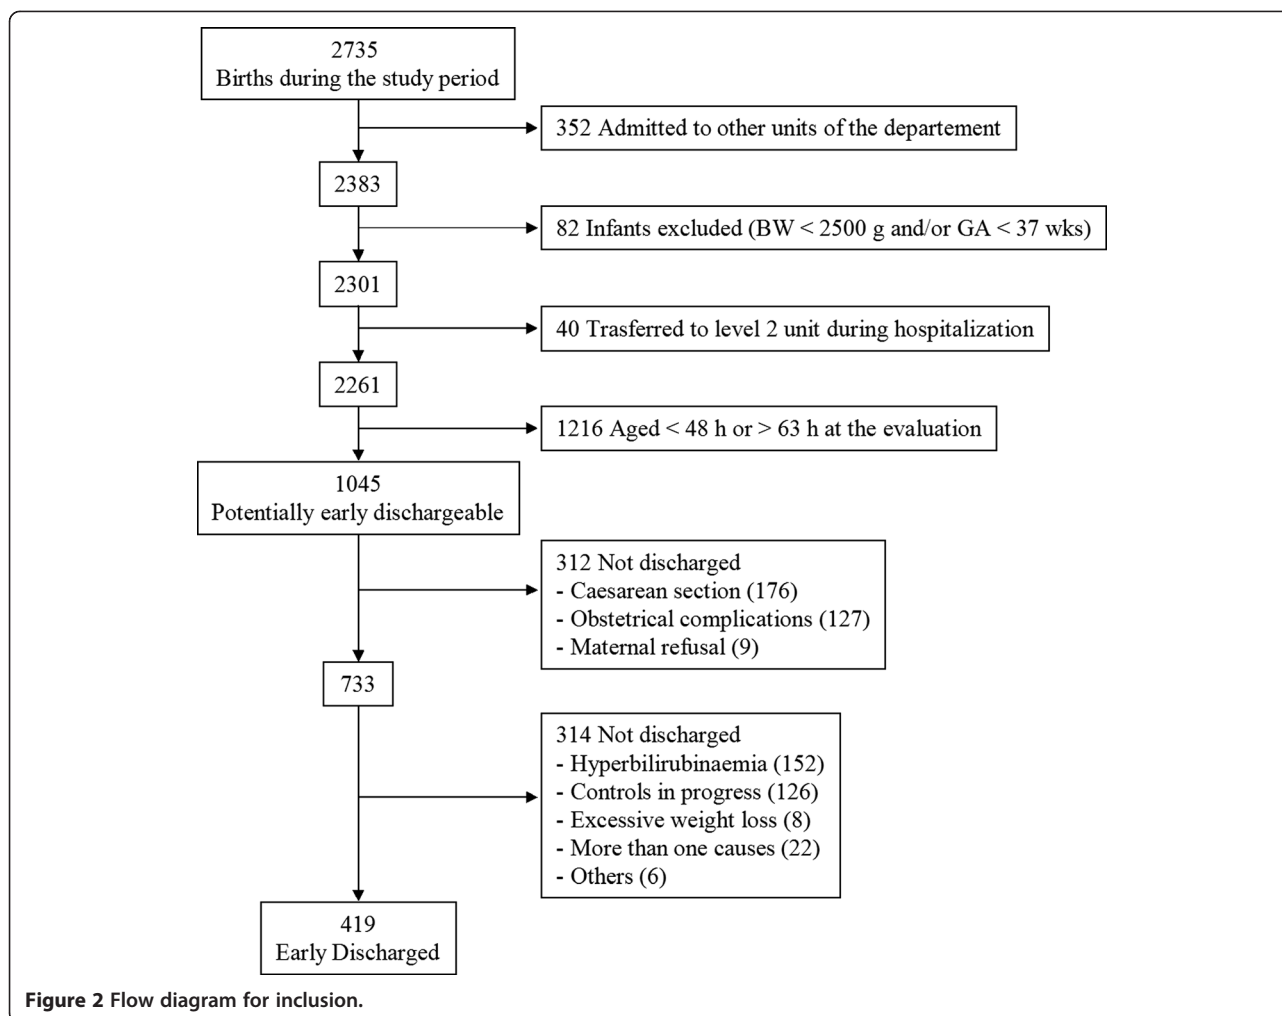 2735
Births during the study period
352 Admitted to other units of the departement
2383
82 Infants excluded (BW < 2500 g and/or GA < 37 wks)
2301
40 Trasferred to level 2 unit during hospitalization
2261
1216 Aged < 48 h or > 63 h at the evaluation
1045
Potentially early dischargeable
312 Not discharged
- Caesarean section (176)
- Obstetrical complications (127)
- Maternal refusal (9)
733
314 Not discharged
- Hyperbilirubinaemia (152)
- Controls in progress (126)
- Excessive weight loss (8)
- More than one causes (22)
- Others (6)
419
Early Discharged
Figure 2 Flow diagram for inclusion.